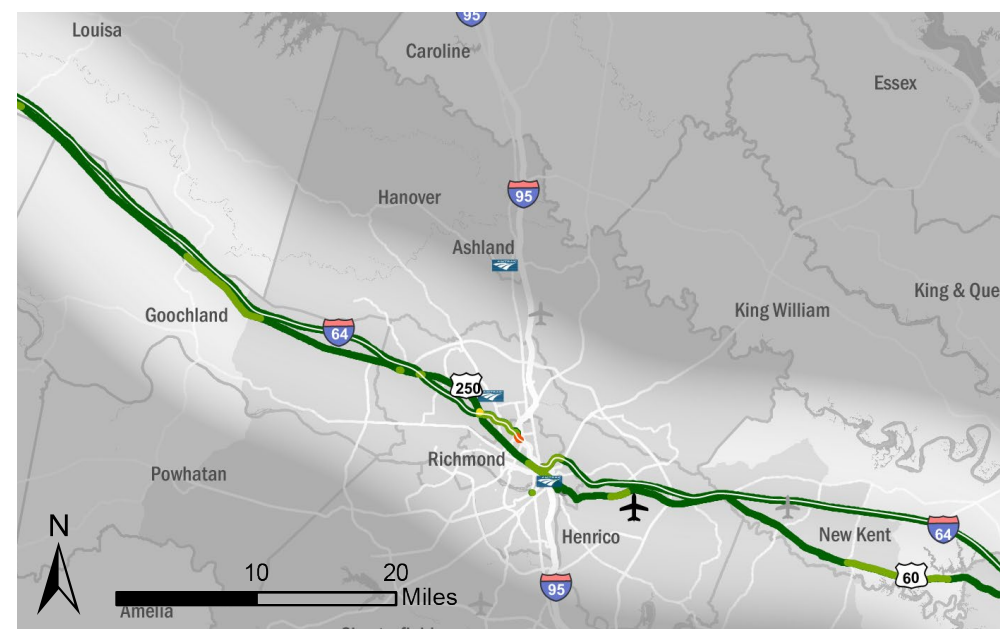 95
Louisa
Caroline
Essex
95
Hanover
Ashland
King & Que
King William
Goochland
64
250
Richmond
Powhatan
N
Henrico
New Kent
64
10
20
60
95
Miles
Amelia